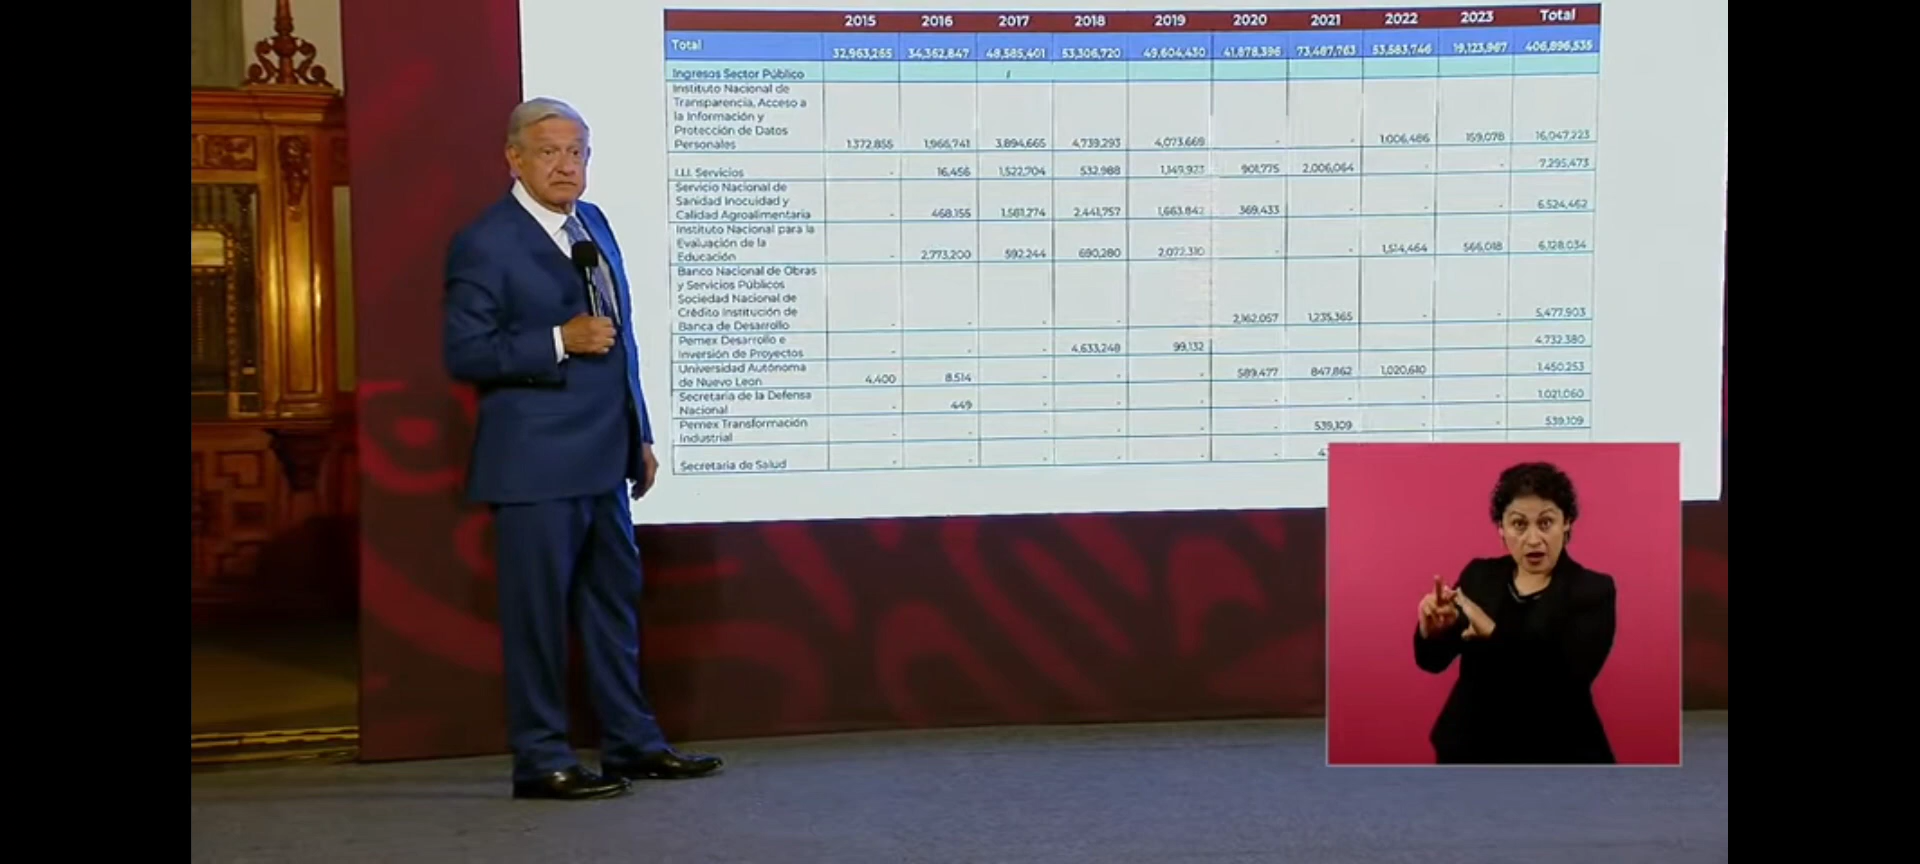 2015 2016 2017 2018 2019 2020 2021 2022 2023 Total
Total 32,963,265 34,362,847 48,585,401 53,306,720 49,604,430 41,878,396 73,487,763 53,583,746 19,123,967 406,896,535
Ingresos Sector Público
Instituto Nacional de
Transparencia, Acceso a
la Información y
Protección de Datos
Personales 1,372,855 1,966,741 3,894,665 4,739,293 4,073,669 - - 1,006,486 159,078 16,047,223
I.I.I. Servicios - 16,456 1,522,704 532,988 1,149,923 901,775 2,006,064 - - 7,295,473
Servicio Nacional de
Sanidad Inocuidad y
Calidad Agroalimentaria - 468,155 1,581,774 2,441,757 1,663,842 369,433 - - - 6,524,462
Instituto Nacional para la
Evaluación de la
Educación - 2,773,200 592,244 690,280 2,072,310 - - 1,514,464 566,018 6,128,034
Banco Nacional de Obras
y Servicios Públicos
Sociedad Nacional de
Crédito Institución de
Banca de Desarrollo - - - - 2,162,057 1,235,365 - - 5,477,903
Pemex Desarrollo e
Inversión de Proyectos - - - 4,633,248 99,132 4,732,380
Universidad Autónoma
de Nuevo Leon 4,400 8,514 - - - 589,477 847,862 1,020,610 1,450,253
Secretaria de la Defensa
Nacional - 449 - - - - - - - 1,021,060
Pemex Transformación
Industrial - - - - - - 539,109 - - 539,109
Secretaria de Salud - - - - - -